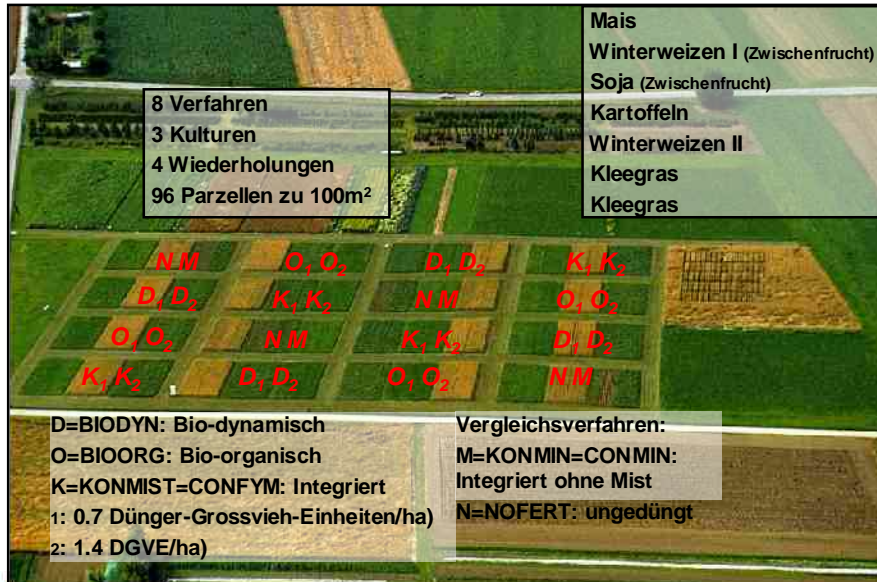 Mais
Winterweizen I (Zwischenfrucht)
Soja (Zwischenfrucht)
Kartoffeln
Winterweizen II
Kleegras
Kleegras
8 Verfahren
3 Kulturen
4 Wiederholungen
96 Parzellen zu 100m²
N M O₁ O₂ D₁ D₂ K₁ K₂
D₁ D₂ K₁ K₂ N M O₁ O₂
O₁ O₂ N M K₁ K₂ D₁ D₂
K₁ K₂ D₁ D₂ O₁ O₂ N M
D=BIODYN: Bio-dynamisch
O=BIOORG: Bio-organisch
K=KONMIST=CONFYM: Integriert
1: 0.7 Dünger-Grossvieh-Einheiten/ha)
2: 1.4 DGVE/ha)
Vergleichsverfahren:
M=KONMIN=CONMIN:
Integriert ohne Mist
N=NOFERT: ungedüngt